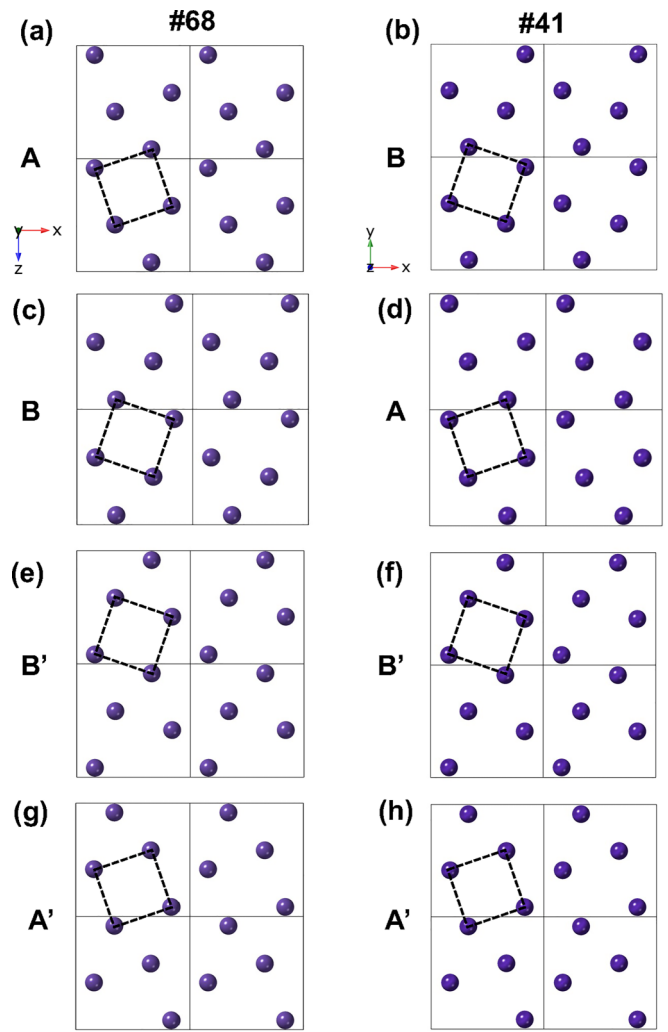 #68 #41
(a) (b)
A B
y x
z
y
z x
(c) (d)
B A
(e) (f)
B’ B’
(g) (h)
A’ A’